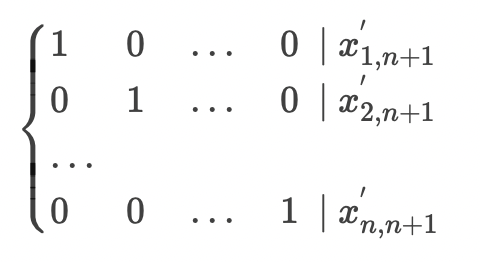 1 0 ... 0 | x'₁,ₙ₊₁
0 1 ... 0 | x'₂,ₙ₊₁
...
0 0 ... 1 | x'ₙ,ₙ₊₁